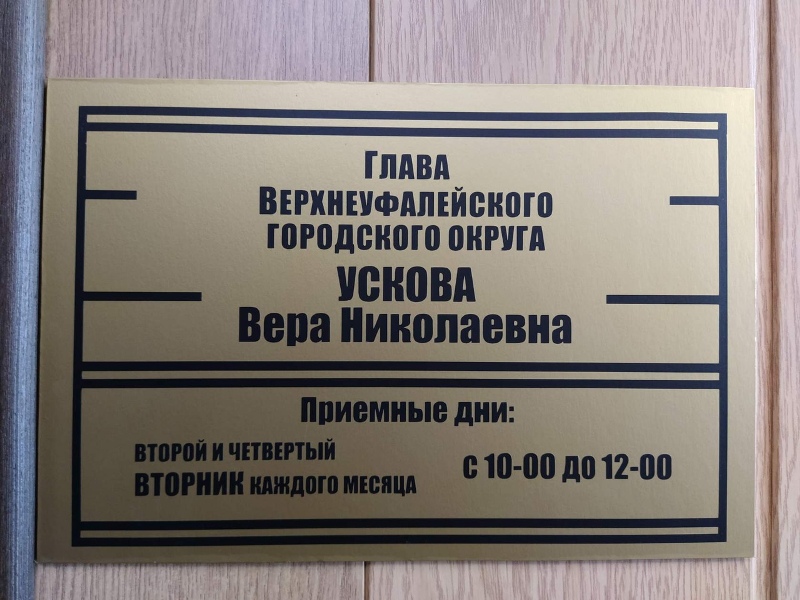 Глава
Верхнеуфалейского
городского округа
УСКОВА
Вера Николаевна
Приемные дни:
второй и четвертый
ВТОРНИК каждого месяца
с 10-00 до 12-00